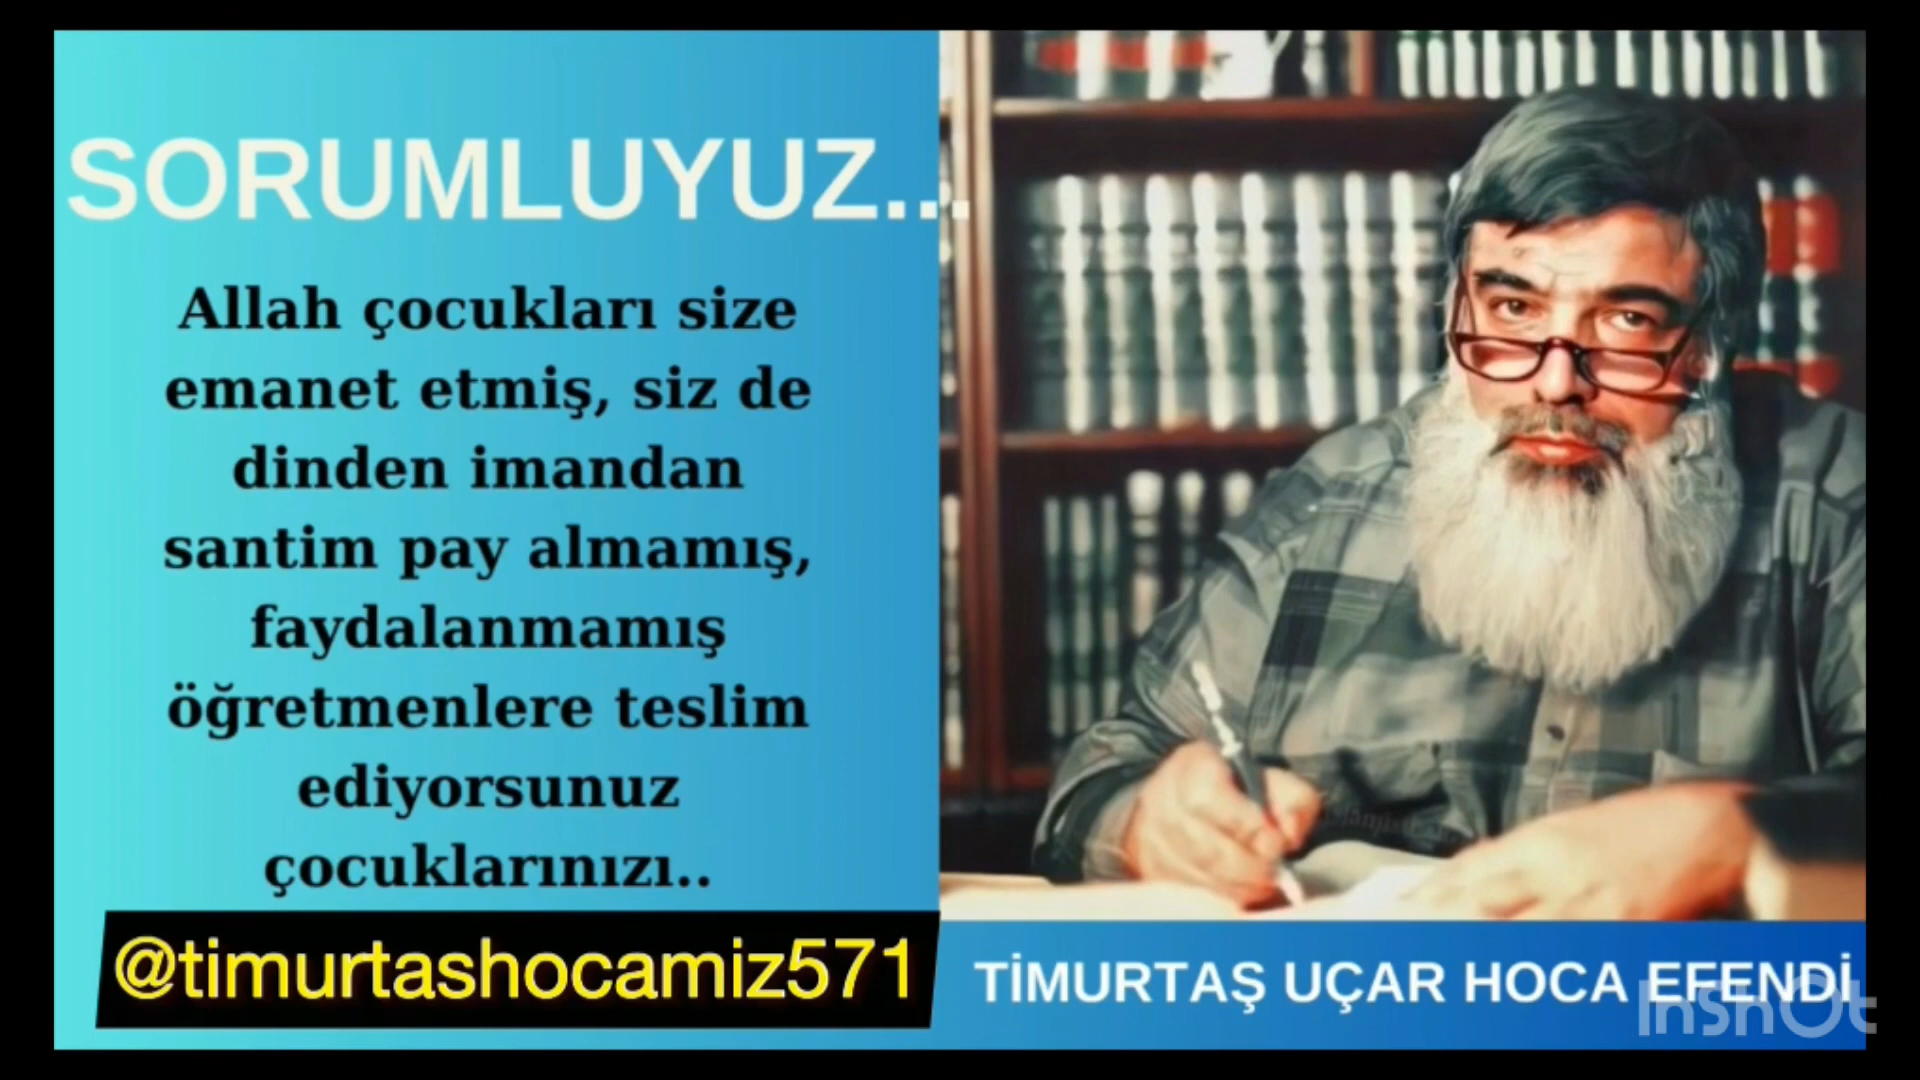 SORUMLUYUZ...
Allah çocukları size
emanet etmiş, siz de
dinden imandan
santim pay almamış,
faydalanmamış
öğretmenlere teslim
ediyorsunuz
çocuklarınızı..
@timurtashocamiz571
TİMURTAŞ UÇAR HOCA EFENDİ
InShOt